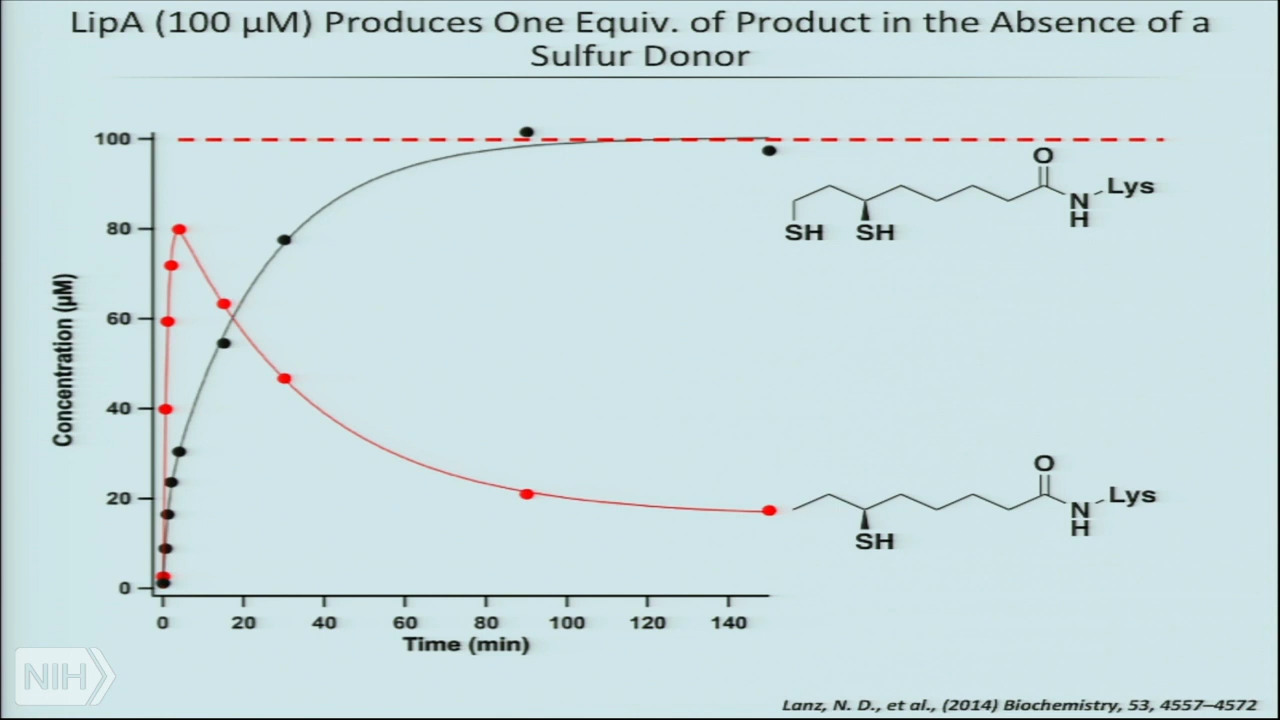 LipA (100 µM) Produces One Equiv. of Product in the Absence of a
Sulfur Donor
Concentration (µM)
100
80
60
40
20
0
0 20 40 60 80 100 120 140
Time (min)
O
Lys
N
H
SH SH
O
Lys
N
H
SH
NIH
Lanz, N. D., et al., (2014) Biochemistry, 53, 4557–4572